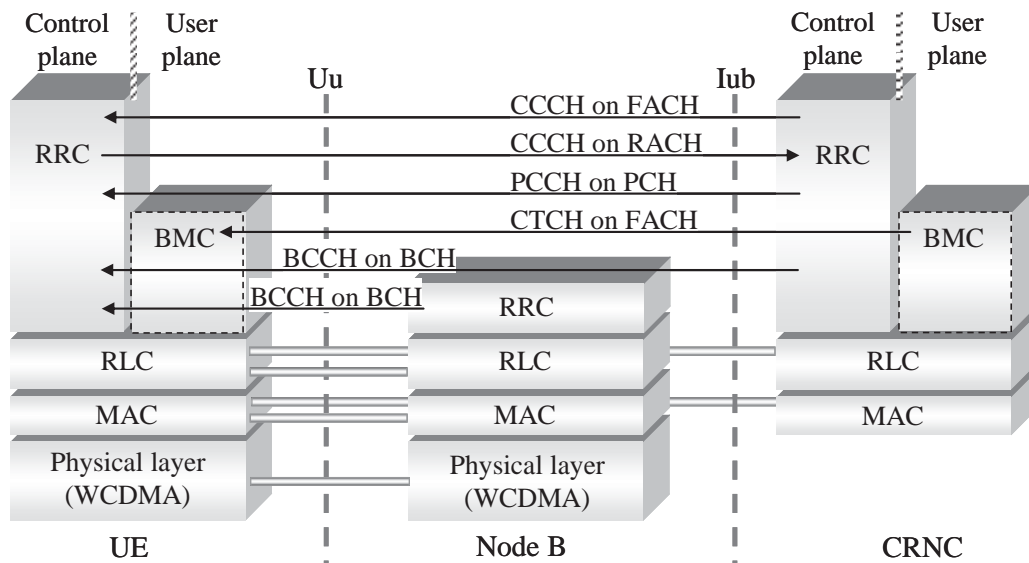 Control plane
User plane
Control plane
User plane
Uu
Iub
CCCH on FACH
RRC
CCCH on RACH
RRC
PCCH on PCH
BMC
CTCH on FACH
BMC
BCCH on BCH
BCCH on BCH
RRC
RLC
RLC
RLC
MAC
MAC
MAC
Physical layer
(WCDMA)
Physical layer
(WCDMA)
UE
Node B
CRNC